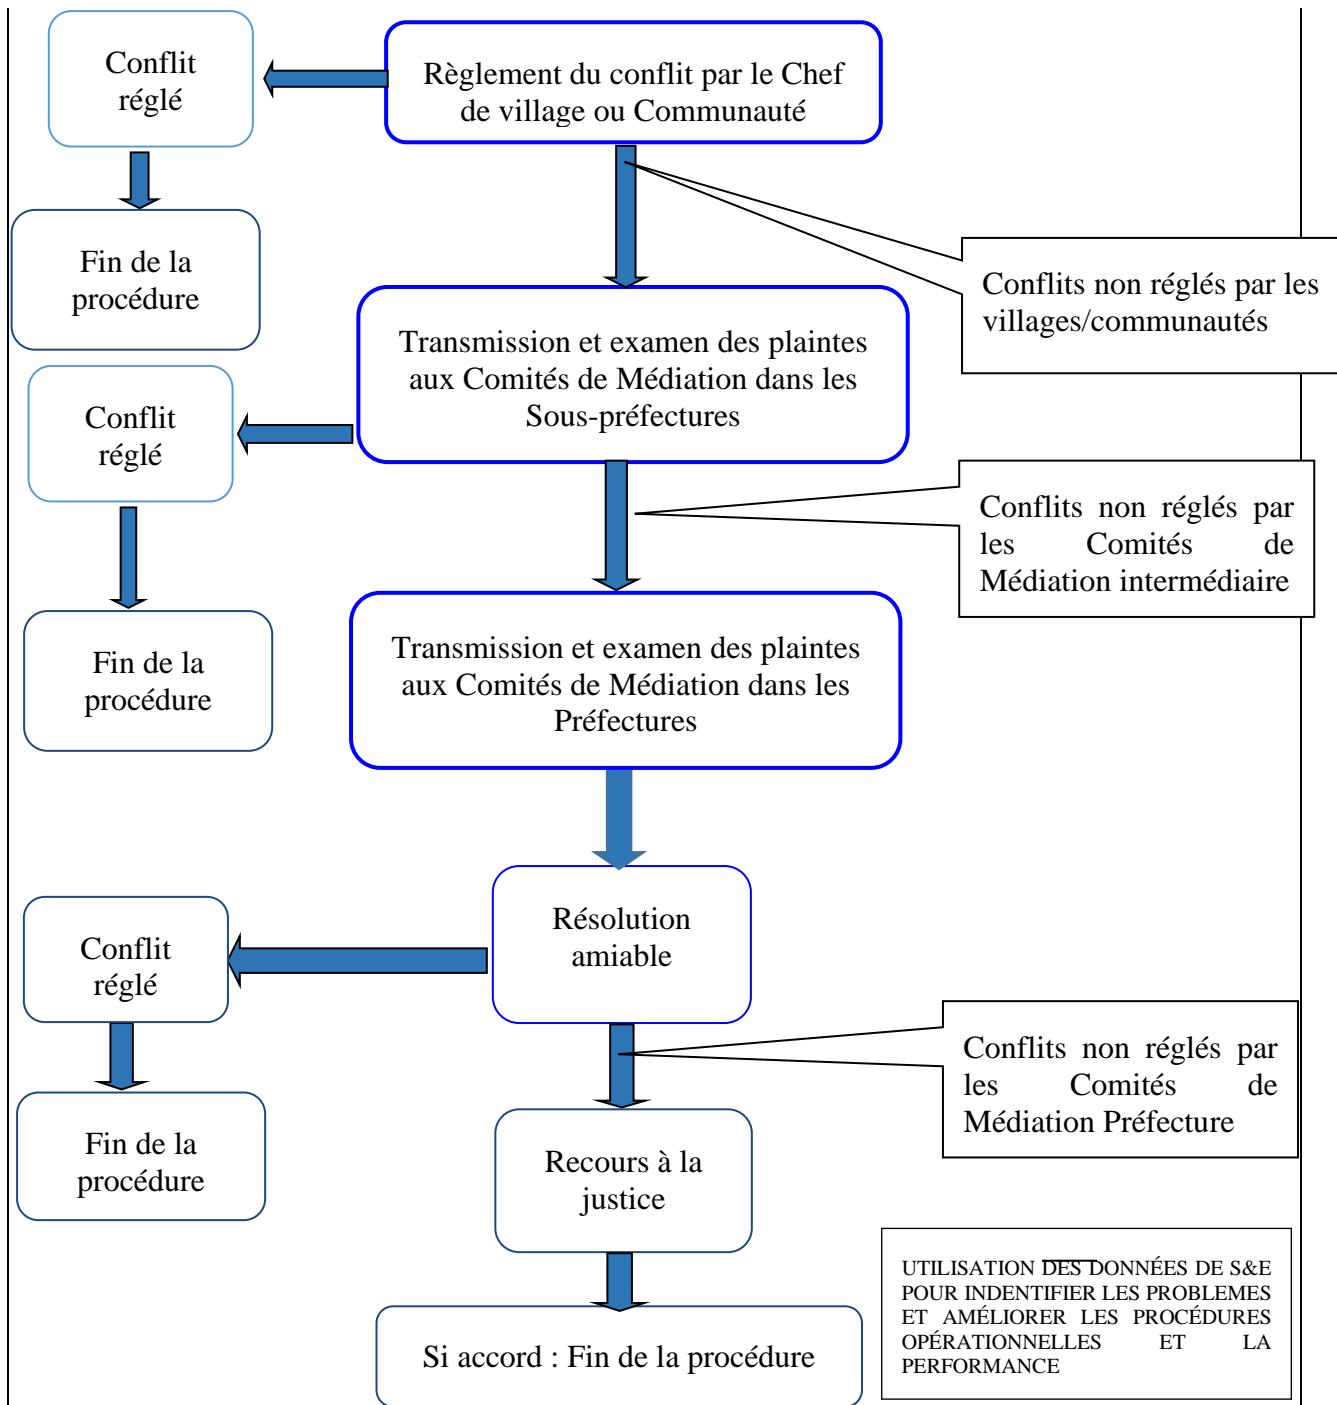 Conflit
réglé
Règlement du conflit par le Chef
de village ou Communauté
Fin de la
procédure
Conflits non réglés par les
villages/communautés
Transmission et examen des plaintes
aux Comités de Médiation dans les
Sous-préfectures
Conflit
réglé
Conflits non réglés par
les Comités de
Médiation intermédiaire
Fin de la
procédure
Transmission et examen des plaintes
aux Comités de Médiation dans les
Préfectures
Résolution
amiable
Conflit
réglé
Conflits non réglés par
les Comités de
Médiation Préfecture
Fin de la
procédure
Recours à la
justice
UTILISATION DES DONNÉES DE S&E
POUR INDENTIFIER LES PROBLEMES
ET AMÉLIORER LES PROCÉDURES
OPÉRATIONNELLES ET LA
PERFORMANCE
Si accord : Fin de la procédure